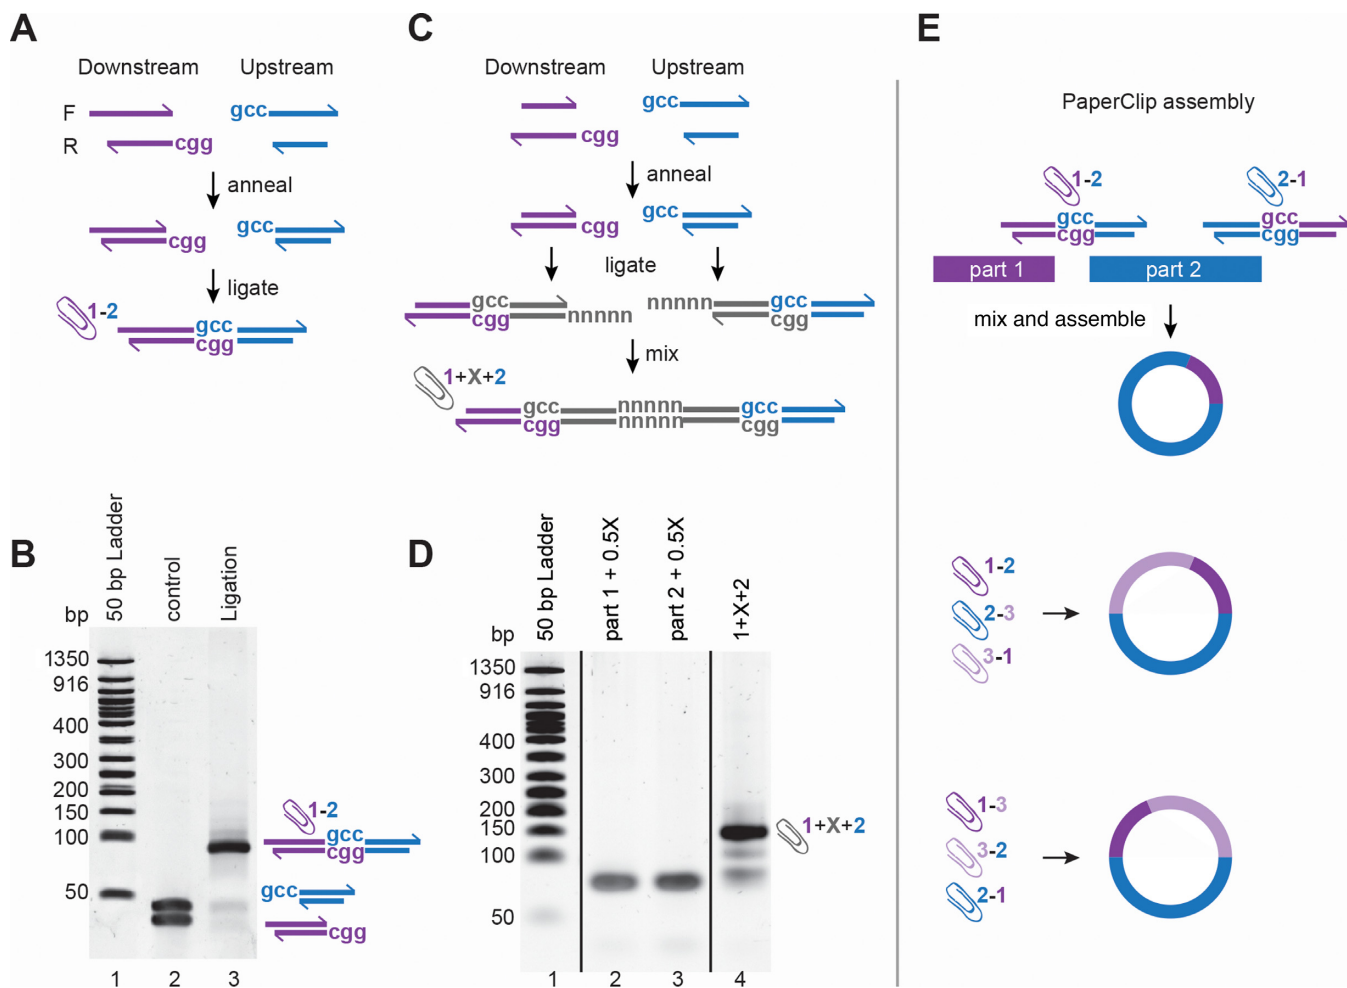 A
Downstream Upstream
F
gcc
R
cgg
anneal
gcc
cgg
ligate
1-2
gcc
cgg
B
bp
50 bp Ladder
control
Ligation
1350
916
400
300
200
150
100
50
1 2 3
1-2
gcc
cgg
gcc
cgg
C
Downstream Upstream
gcc
cgg
anneal
gcc
cgg
ligate
gcc
cgg
nnnnn
nnnnn
gcc
cgg
mix
1+X+2
gcc nnnnn gcc
cgg nnnnn cgg
D
bp
50 bp Ladder
part 1 + 0.5X
part 2 + 0.5X
1+X+2
1350
916
400
300
200
150
100
50
1 2 3 4
1+X+2
E
PaperClip assembly
1-2 2-1
gcc gcc
cgg cgg
part 1 part 2
mix and assemble
1-2
2-3
3-1
1-3
3-2
2-1